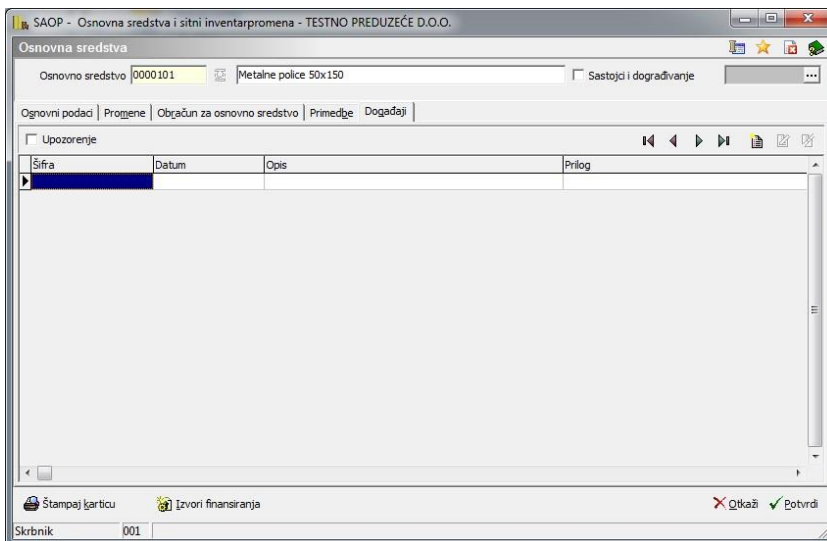 SAOP - Osnovna sredstva i sitni inventarpromena - TESTNO PREDUZEĆE D.O.O.
Osnovna sredstva
Osnovno sredstvo 0000101 Metalne police 50x150 Sastojci i dograđivanje ...
Osnovni podaci Promene Obračun za osnovno sredstvo Primedbe Događaji
Upozorenje
Šifra Datum Opis Prilog
Štampaj karticu Izvori finansiranja Otkaži Potvrdi
Skrbnik 001